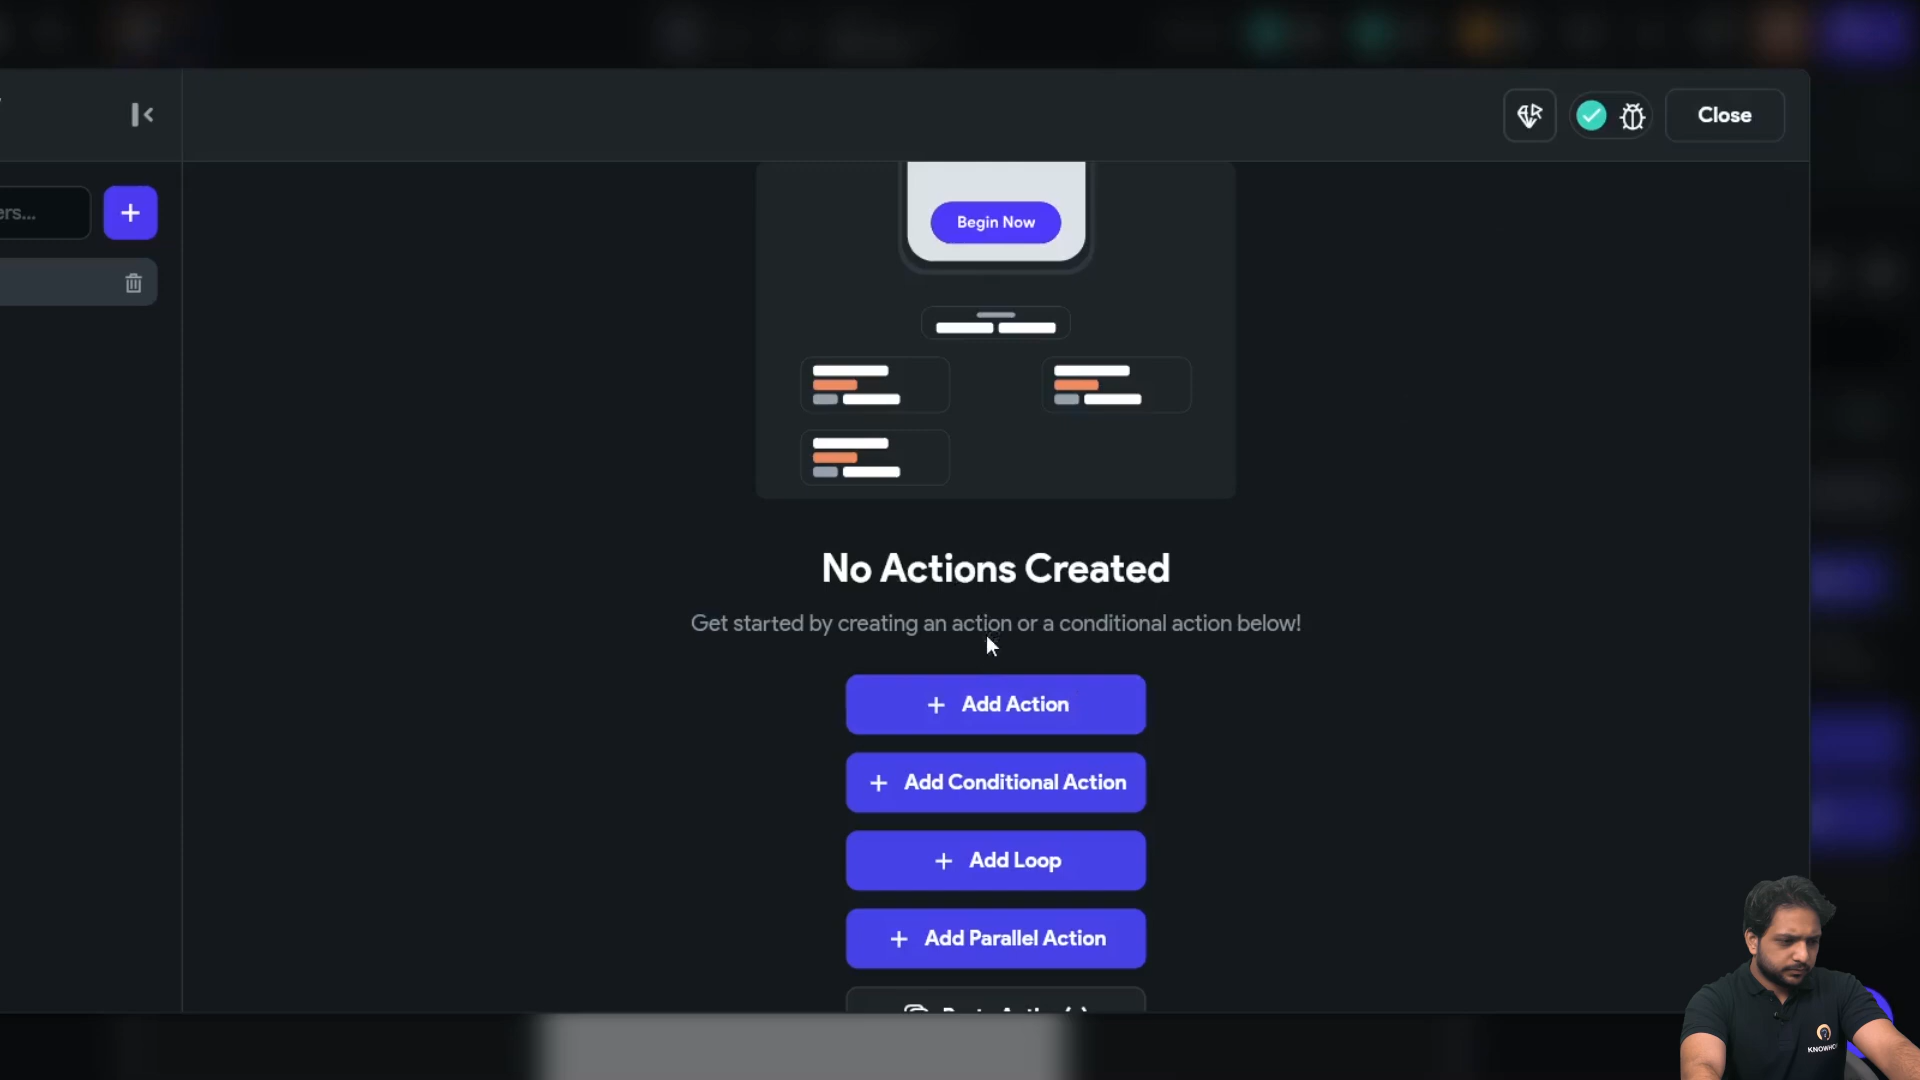 Close
ers...
Begin Now
No Actions Created
Get started by creating an action or a conditional action below!
Add Action
Add Conditional Action
Add Loop
Add Parallel Action